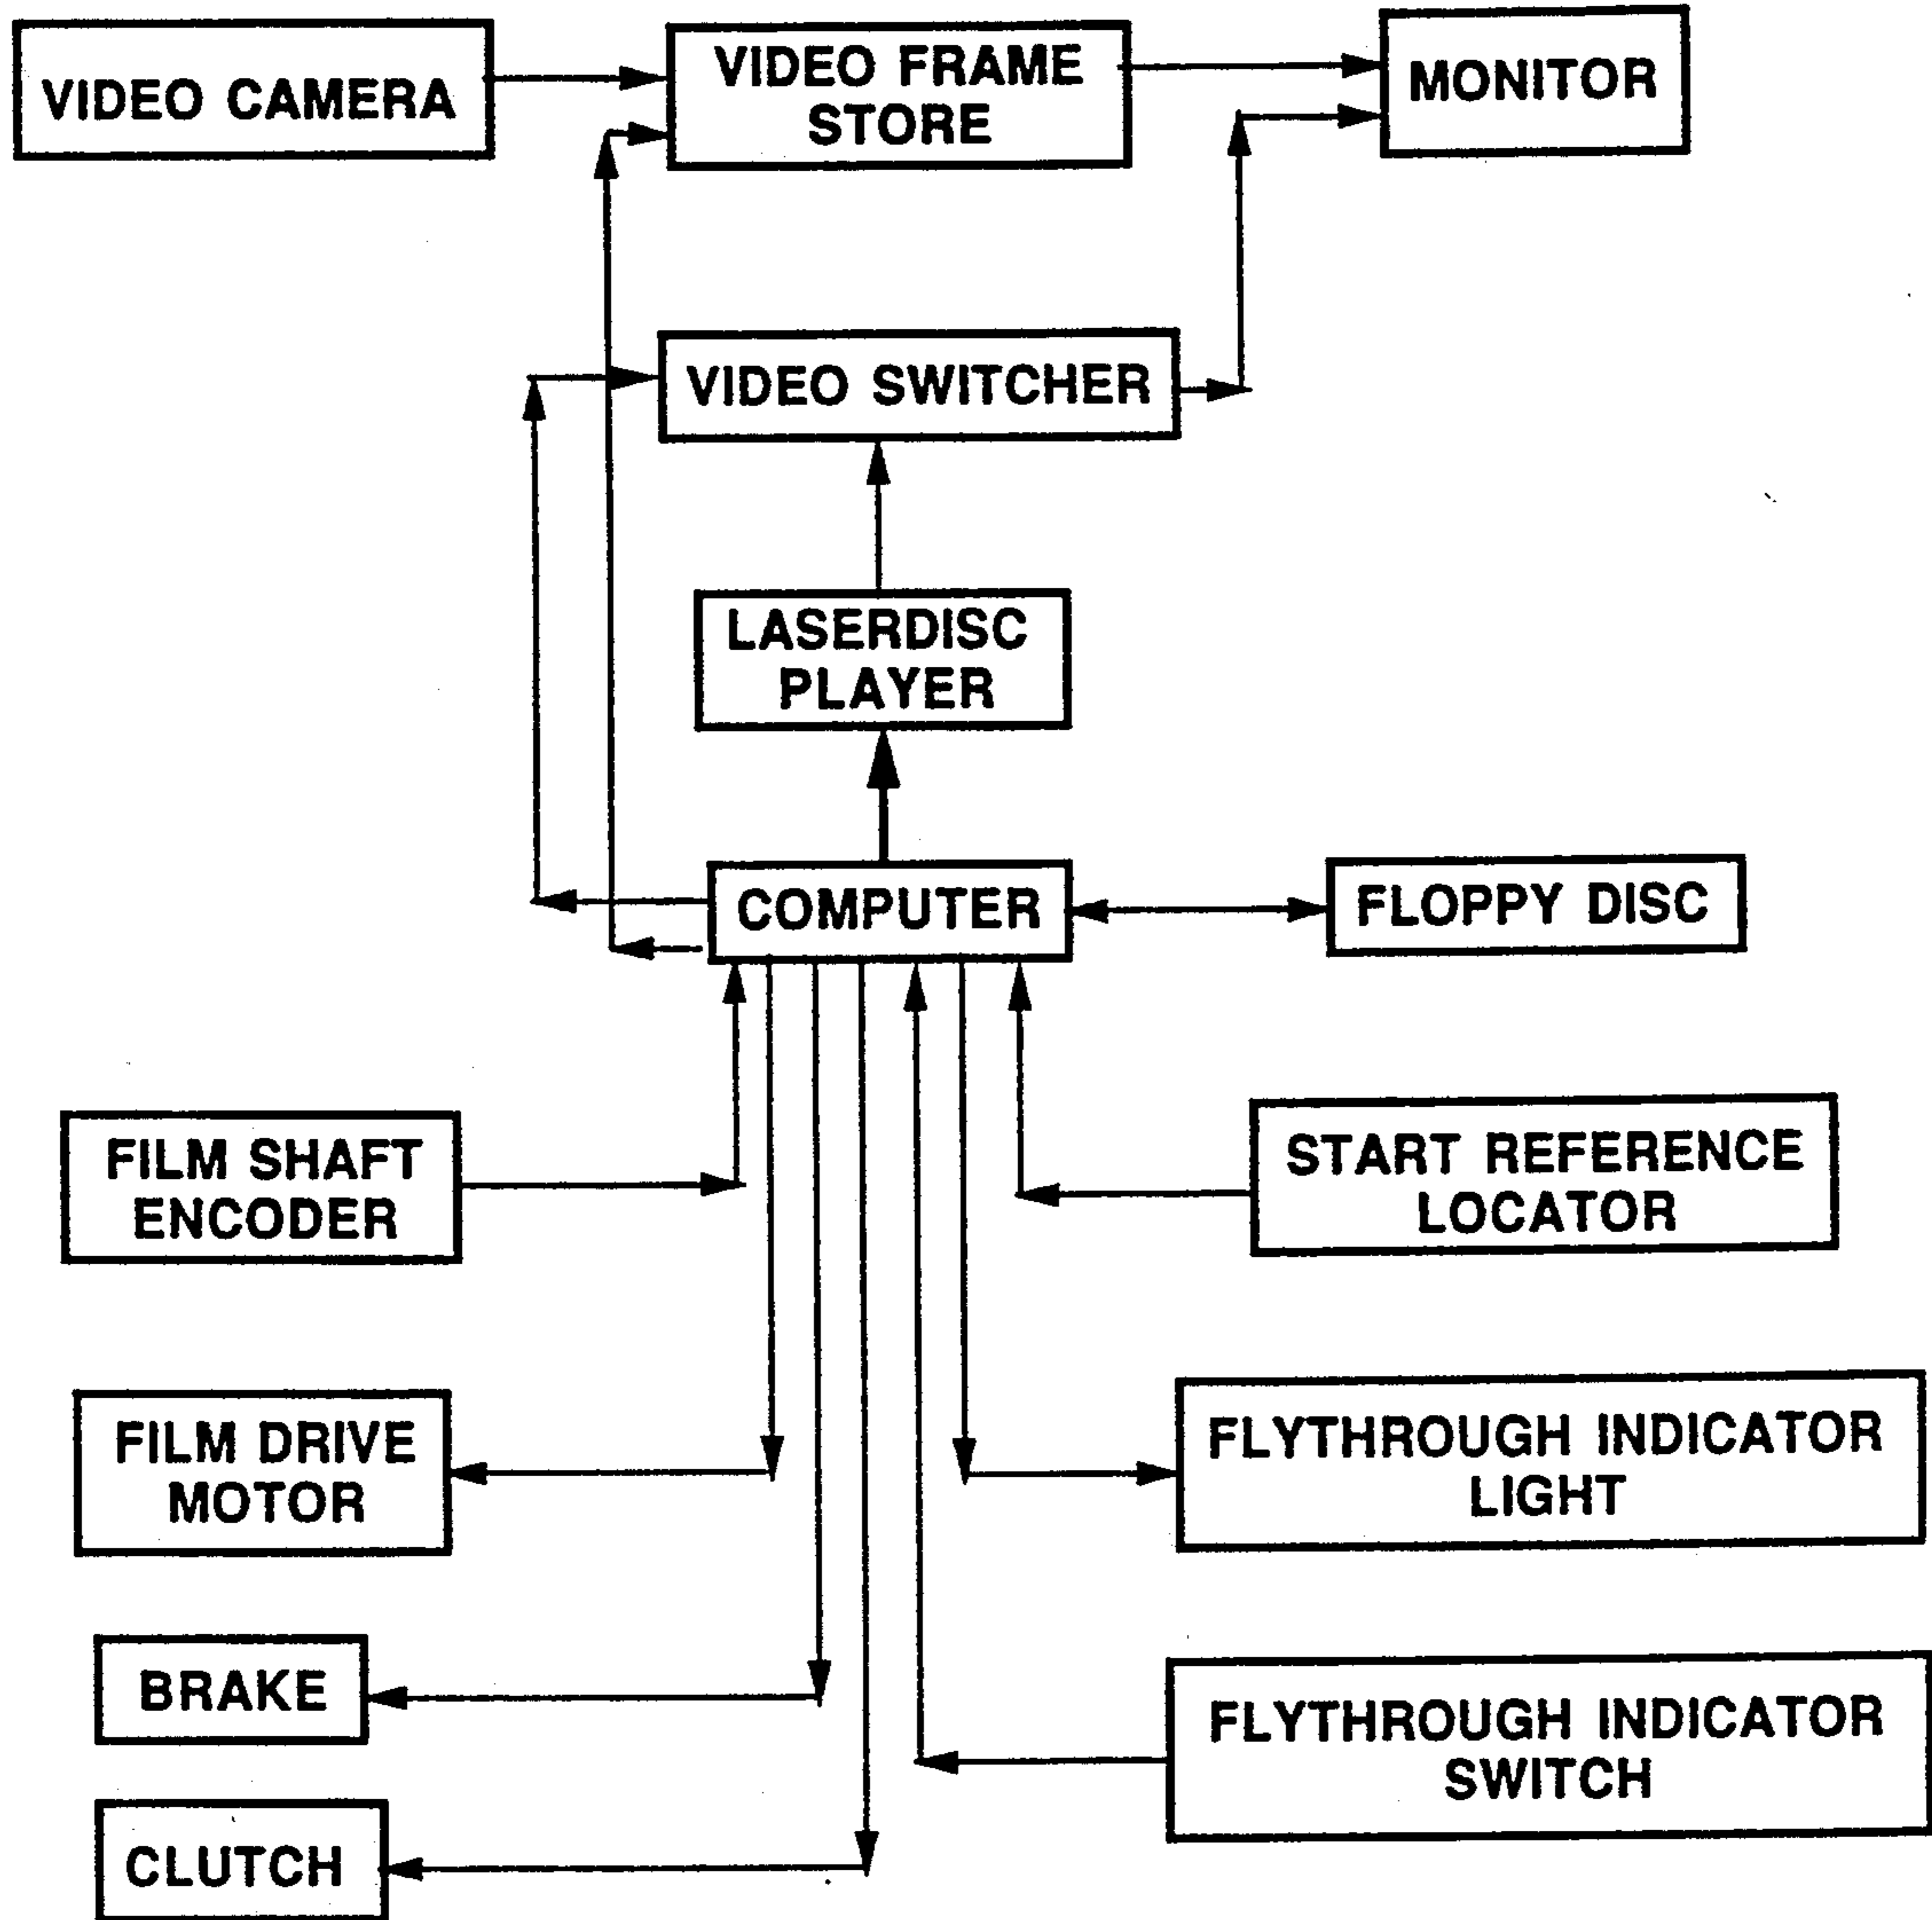 VIDEO CAMERA
VIDEO FRAME
STORE
MONITOR
VIDEO SWITCHER
LASERDISC
PLAYER
COMPUTER
FLOPPY DISC
FILM SHAFT
ENCODER
START REFERENCE
LOCATOR
FILM DRIVE
MOTOR
FLYTHROUGH INDICATOR
LIGHT
BRAKE
FLYTHROUGH INDICATOR
SWITCH
CLUTCH